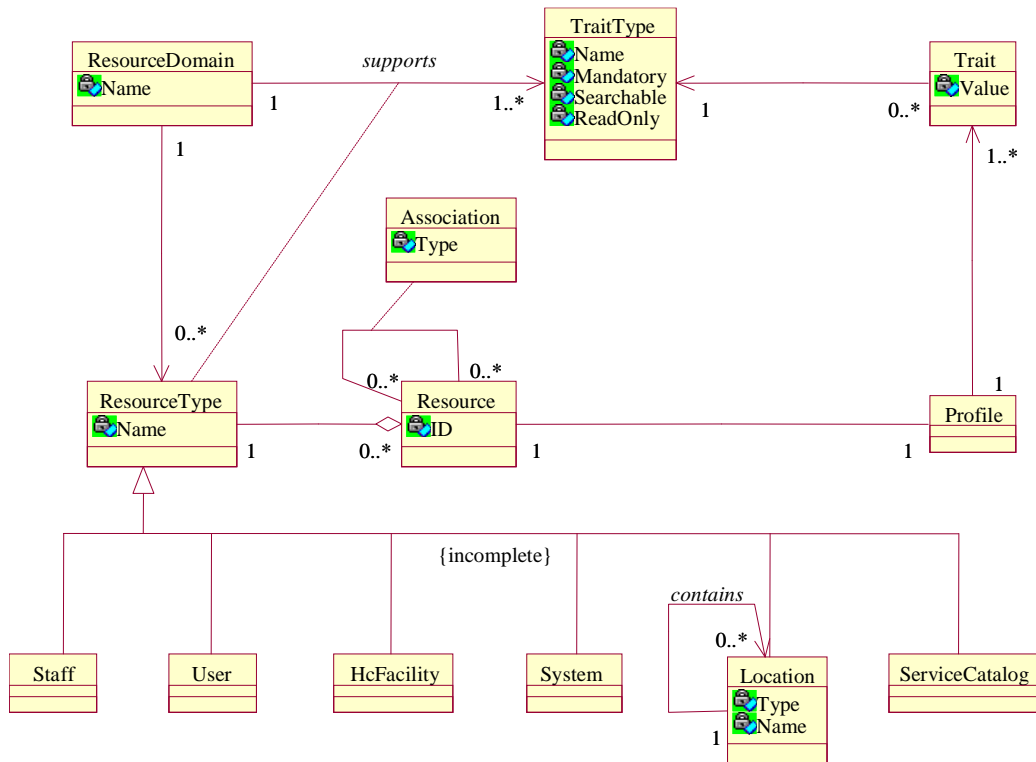 TraitType
Name
Mandatory
Searchable
ReadOnly
ResourceDomain
Name
supports
Trait
Value
1
1..*
1
0..*
1
1..*
Association
Type
0..*
0..*
0..*
1
ResourceType
Name
Resource
ID
Profile
1
0..*
1
1
{incomplete}
contains
0..*
Staff
User
HcFacility
System
Location
Type
Name
1
ServiceCatalog